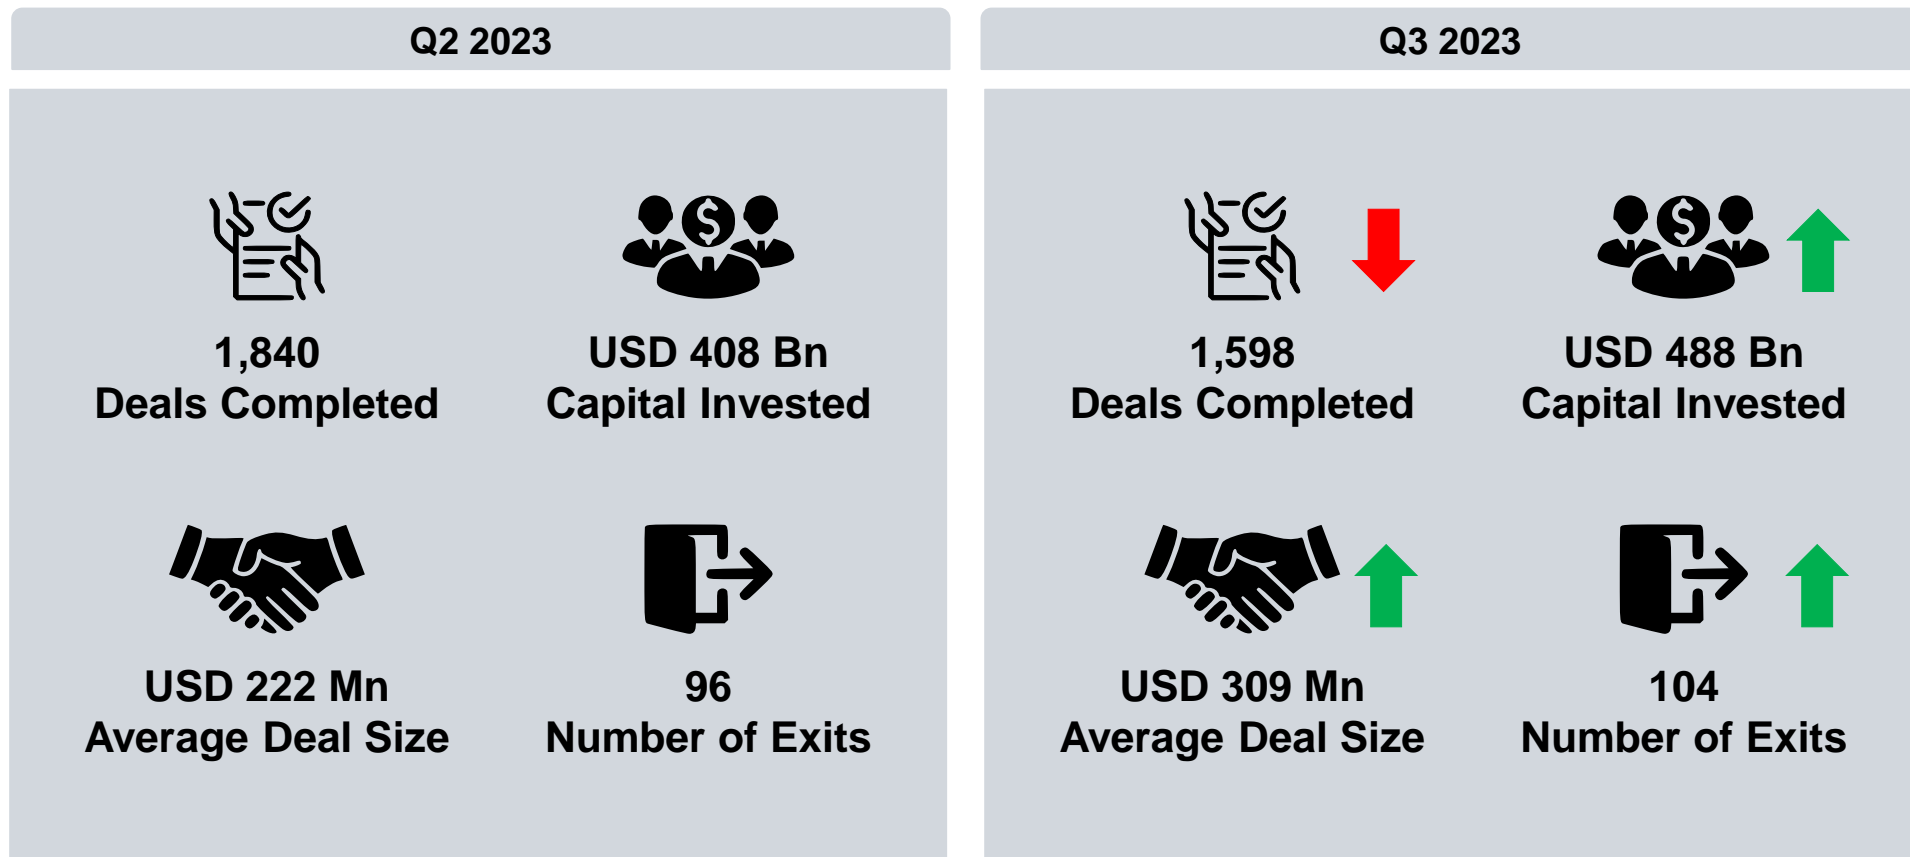 Q2 2023
1,840
Deals Completed
USD 408 Bn
Capital Invested
USD 222 Mn
Average Deal Size
96
Number of Exits
Q3 2023
1,598
Deals Completed
USD 488 Bn
Capital Invested
USD 309 Mn
Average Deal Size
104
Number of Exits